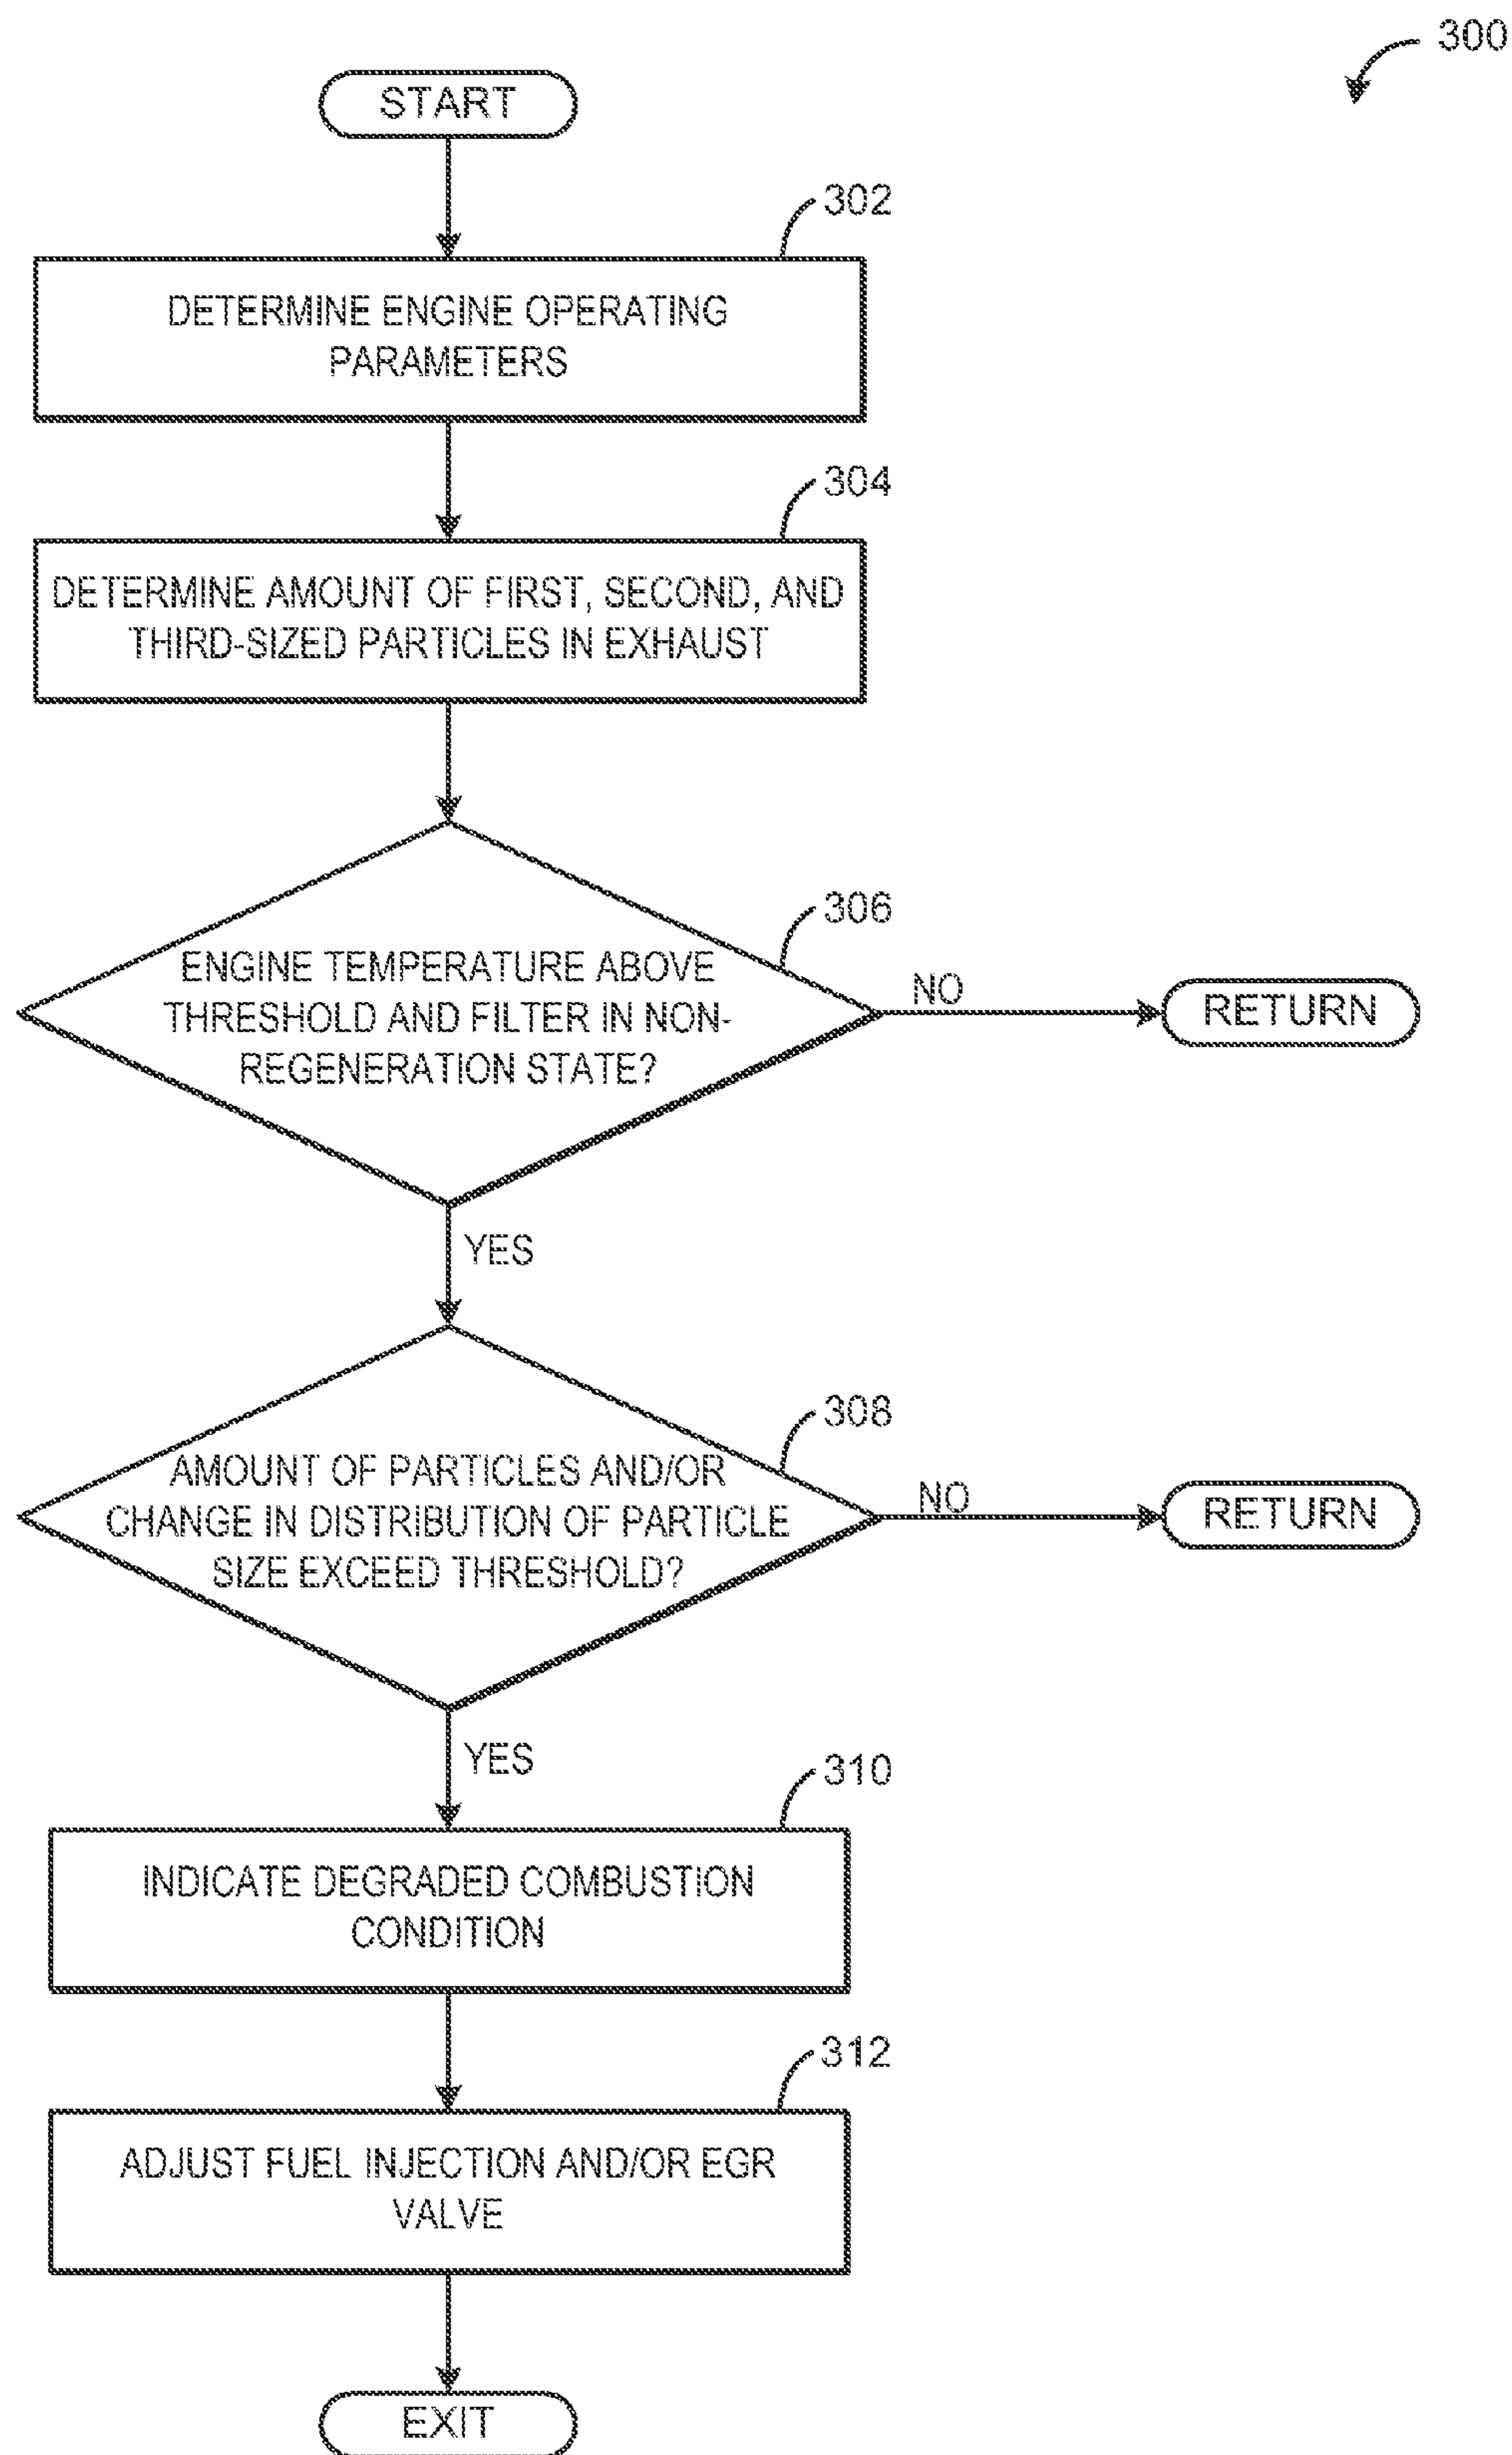 300
START
302
DETERMINE ENGINE OPERATING
PARAMETERS
304
DETERMINE AMOUNT OF FIRST, SECOND, AND
THIRD-SIZED PARTICLES IN EXHAUST
306
ENGINE TEMPERATURE ABOVE
THRESHOLD AND FILTER IN NON-
REGENERATION STATE?
NO
RETURN
YES
308
AMOUNT OF PARTICLES AND/OR
CHANGE IN DISTRIBUTION OF PARTICLE
SIZE EXCEED THRESHOLD?
NO
RETURN
YES
310
INDICATE DEGRADED COMBUSTION
CONDITION
312
ADJUST FUEL INJECTION AND/OR EGR
VALVE
EXIT